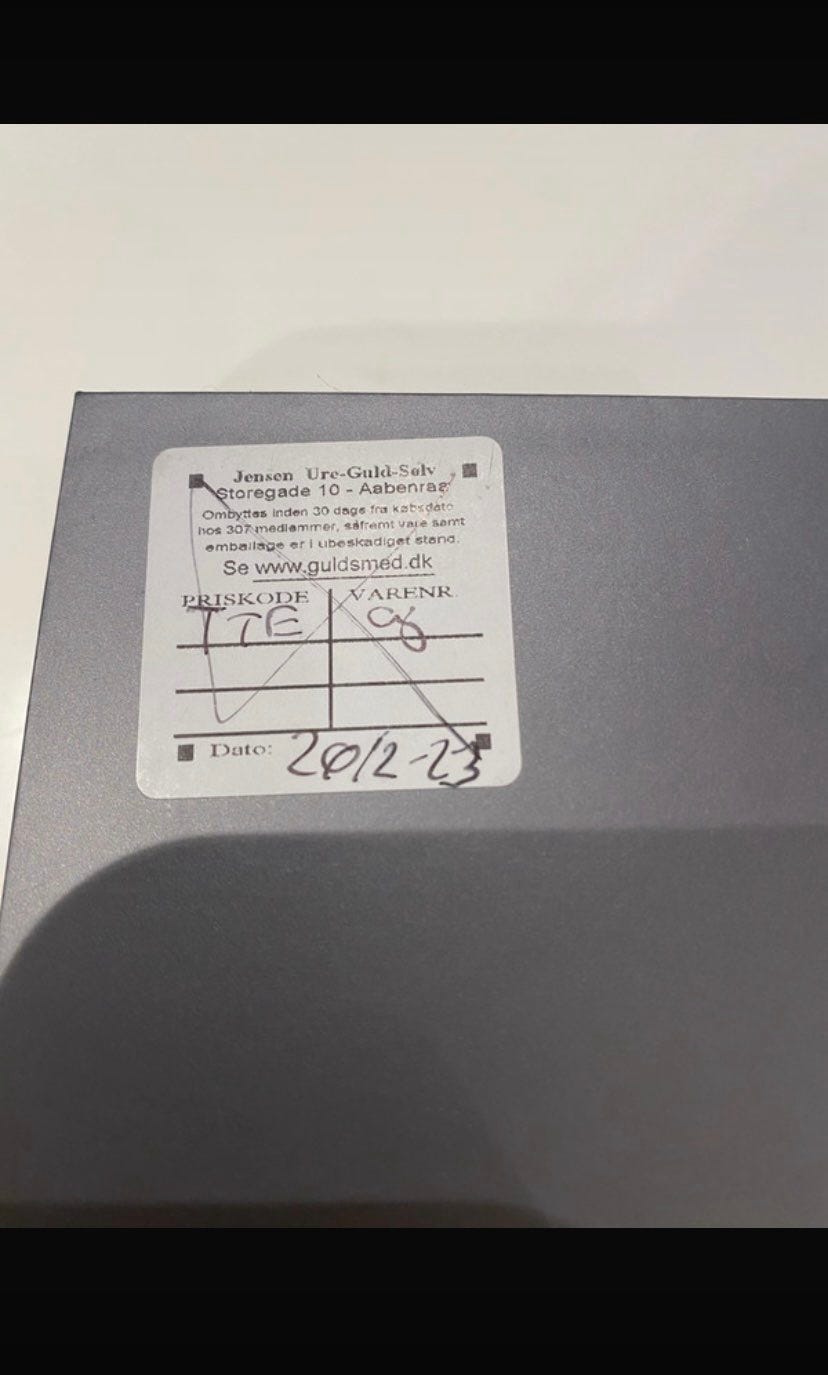 Jensen Ure-Guld-Sølv
Storegade 10 - Aabenraa
Ombyttes inden 30 dage fra købsdato
hos 307 medlemmer, såfremt vare samt
emballage er i ubeskadiget stand.
Se www.guldsmed.dk
PRISKODE VARENR.
TTE
Dato: 20/2-23